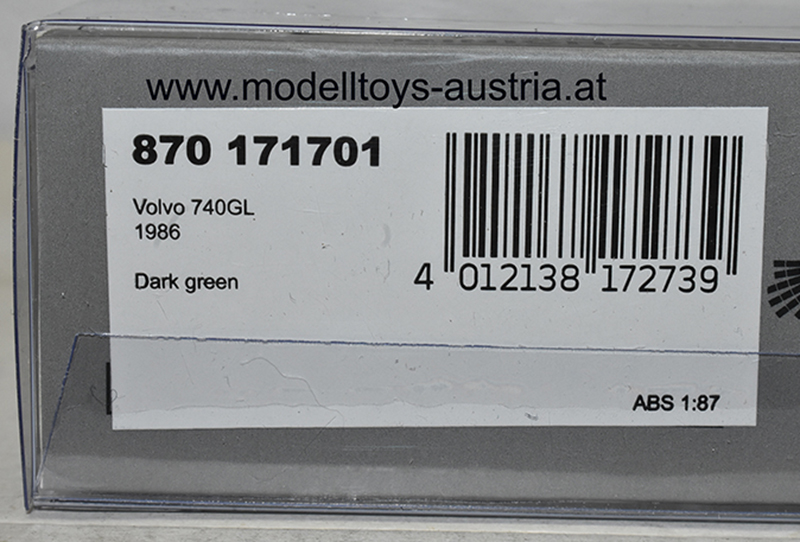 www.modelltoys-austria.at
870 171701
Volvo 740GL
1986
Dark green
4 012138 172739
ABS 1:87